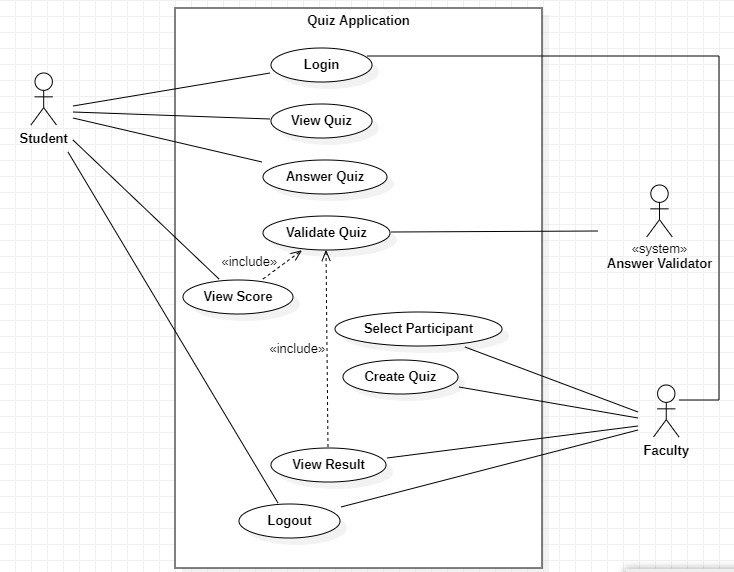 Quiz Application
Login
View Quiz
Student
Answer Quiz
Validate Quiz
«system»
Answer Validator
«include»
View Score
Select Participant
«include»
Create Quiz
Faculty
View Result
Logout